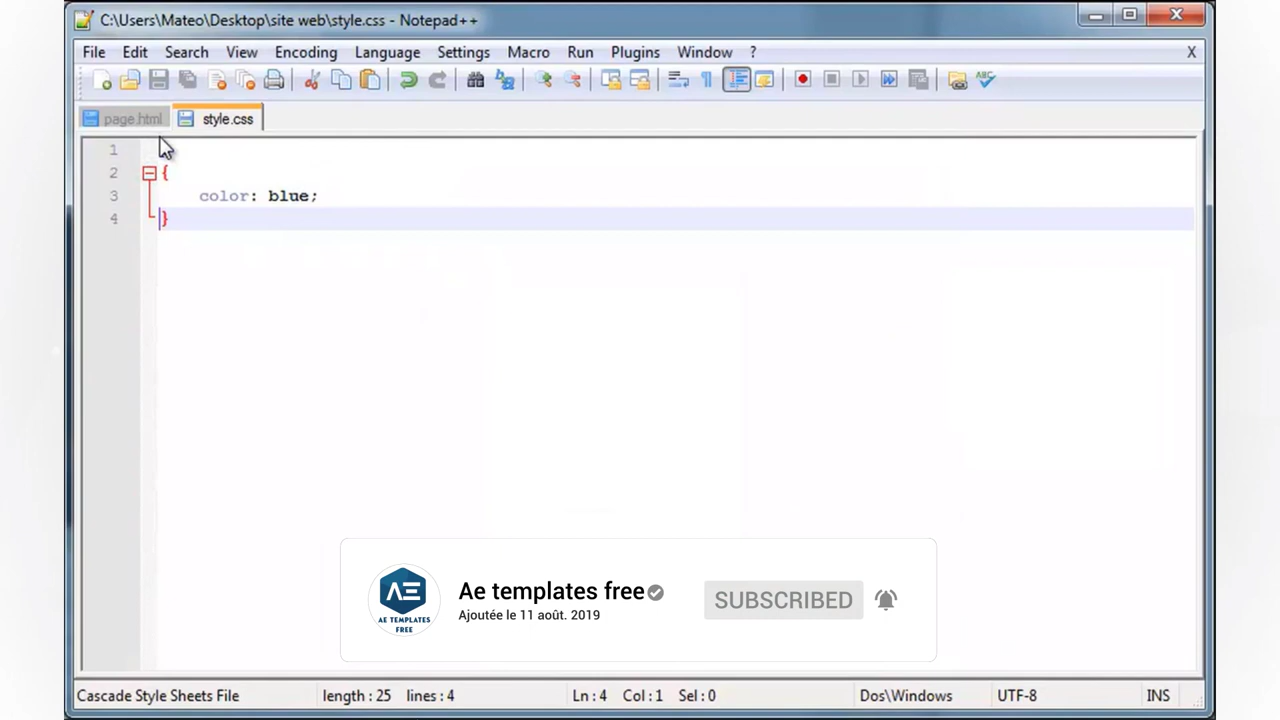 C:\Users\Mateo\Desktop\site web\style.css - Notepad++
File Edit Search View Encoding Language Settings Macro Run Plugins Window ? X
page.html style.css
1
2 {
3 color: blue;
4 }
AE TEMPLATES FREE
Ae templates free
Ajoutée le 11 août. 2019
SUBSCRIBED
Cascade Style Sheets File length : 25 lines : 4 Ln : 4 Col : 1 Sel : 0 Dos\Windows UTF-8 INS